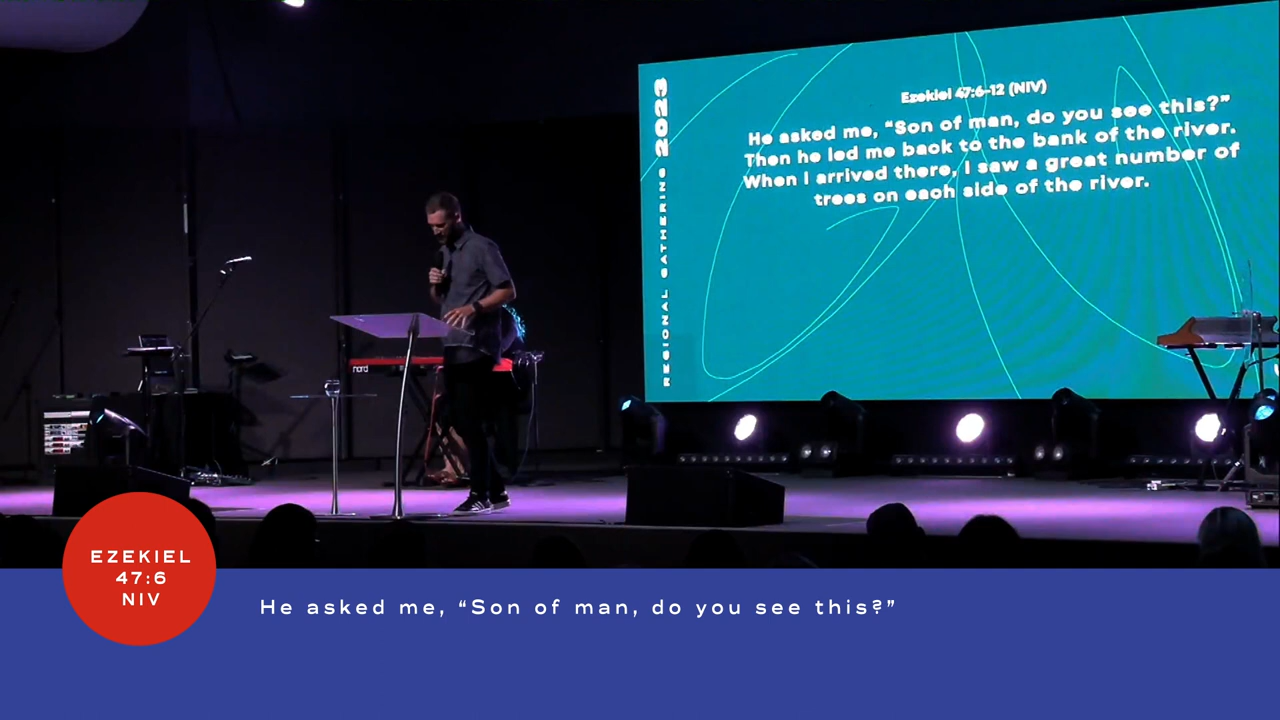 REGIONAL GATHERING 2023
Ezekiel 47:6-12 (NIV)
He asked me, “Son of man, do you see this?”
Then he led me back to the bank of the river.
When I arrived there, I saw a great number of
trees on each side of the river.
nord
EZEKIEL
47:6
NIV
He asked me, “Son of man, do you see this?”